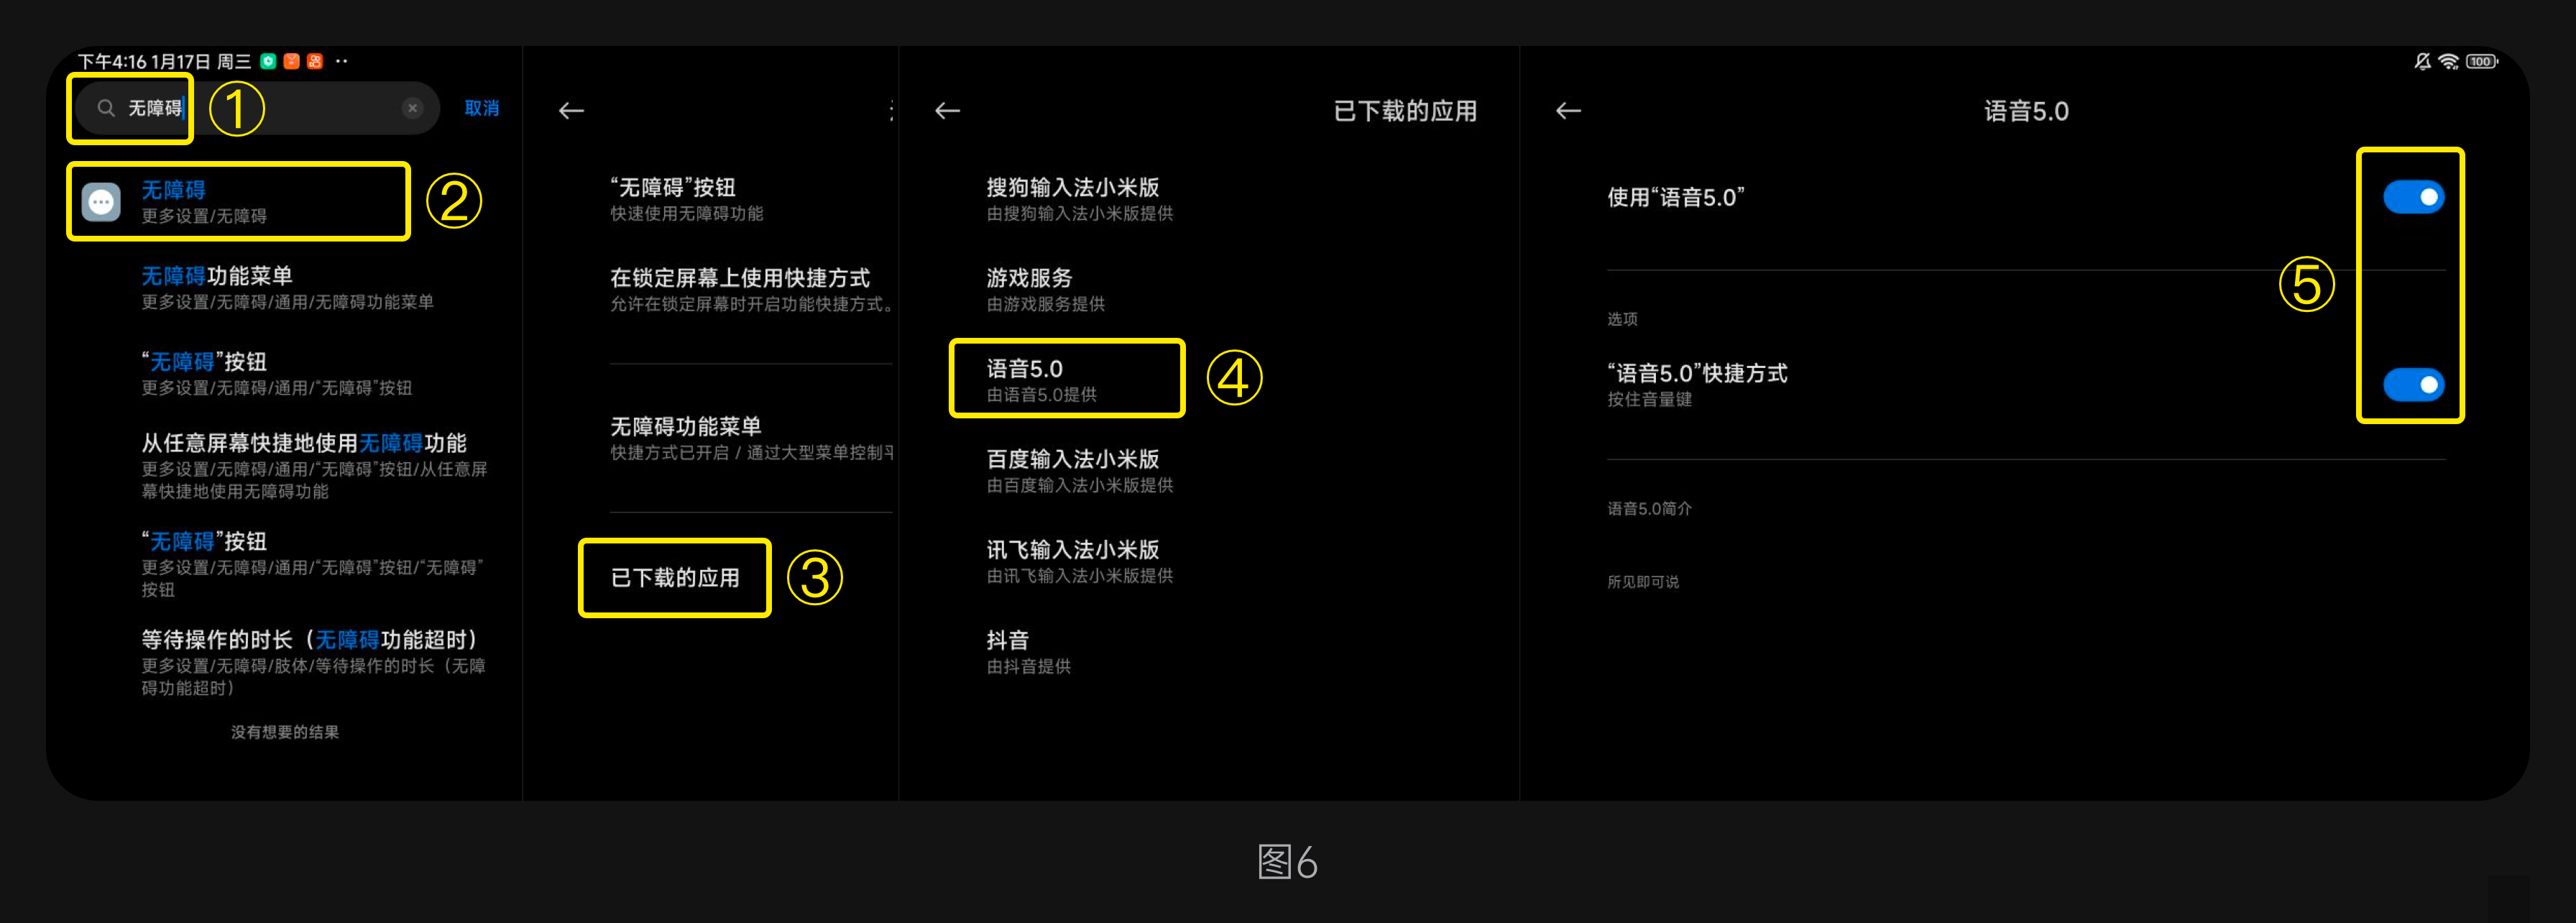 下午4:16 1月17日 周三
100
无障碍
①
取消
无障碍
更多设置/无障碍
②
无障碍功能菜单
更多设置/无障碍/通用/无障碍功能菜单
“无障碍”按钮
更多设置/无障碍/通用/“无障碍”按钮
从任意屏幕快捷地使用无障碍功能
更多设置/无障碍/通用/“无障碍”按钮/从任意屏
幕快捷地使用无障碍功能
“无障碍”按钮
更多设置/无障碍/通用/“无障碍”按钮/“无障碍”
按钮
等待操作的时长（无障碍功能超时）
更多设置/无障碍/肢体/等待操作的时长（无障
碍功能超时）
没有想要的结果
“无障碍”按钮
快速使用无障碍功能
在锁定屏幕上使用快捷方式
允许在锁定屏幕时开启功能快捷方式。
无障碍功能菜单
快捷方式已开启 / 通过大型菜单控制
已下载的应用
③
已下载的应用
搜狗输入法小米版
由搜狗输入法小米版提供
游戏服务
由游戏服务提供
语音5.0
由语音5.0提供
④
百度输入法小米版
由百度输入法小米版提供
讯飞输入法小米版
由讯飞输入法小米版提供
抖音
由抖音提供
语音5.0
使用“语音5.0”
⑤
选项
“语音5.0”快捷方式
按住音量键
语音5.0简介
所见即可说
图6